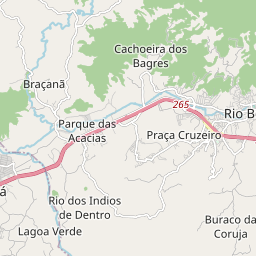 Cachoeira dos
Bagres
Braçanã
265
Rio B
Parque das
Acacias
Praça Cruzeiro
á
Rio dos Indios
de Dentro
Lagoa Verde
Buraco da
Coruja